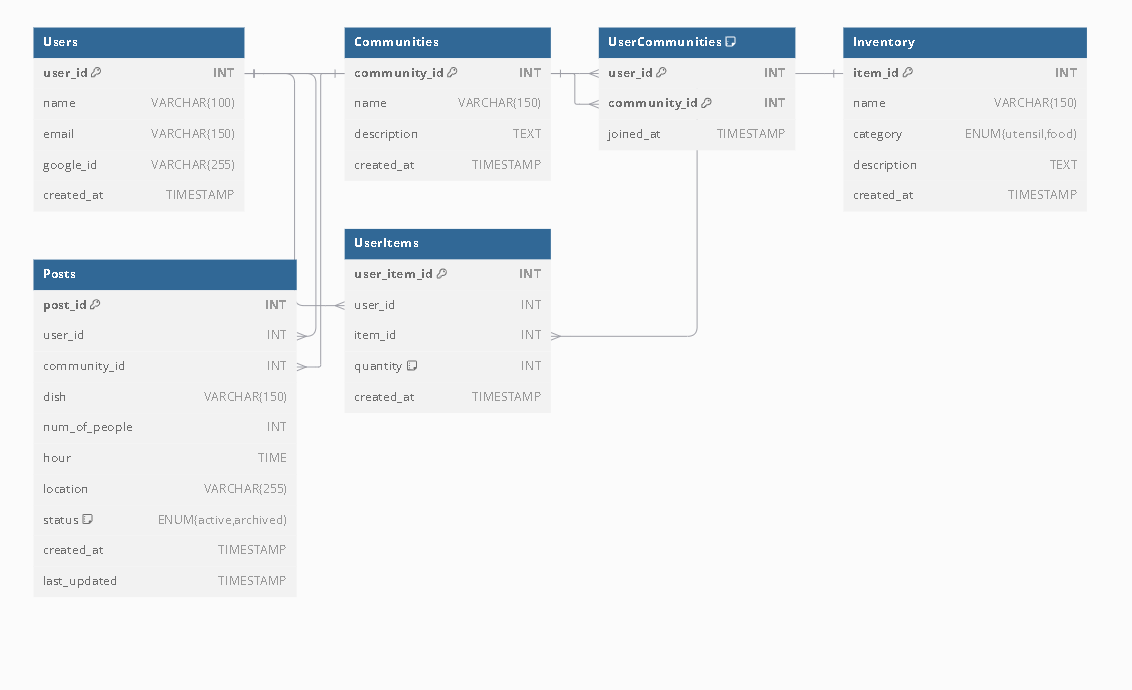 Users
user_id INT
name VARCHAR(100)
email VARCHAR(150)
google_id VARCHAR(255)
created_at TIMESTAMP
Communities
community_id INT
name VARCHAR(150)
description TEXT
created_at TIMESTAMP
UserCommunities
user_id INT
community_id INT
joined_at TIMESTAMP
Inventory
item_id INT
name VARCHAR(150)
category ENUM(utensil,food)
description TEXT
created_at TIMESTAMP
Posts
post_id INT
user_id INT
community_id INT
dish VARCHAR(150)
num_of_people INT
hour TIME
location VARCHAR(255)
status ENUM(active,archived)
created_at TIMESTAMP
last_updated TIMESTAMP
UserItems
user_item_id INT
user_id INT
item_id INT
quantity INT
created_at TIMESTAMP